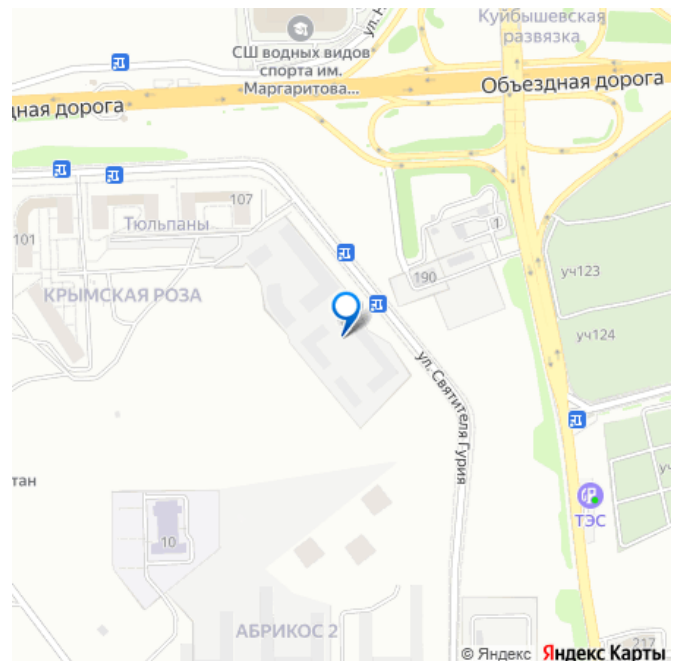 Куйбышевская
развязка
ул. Н
СШ водных видов
спорта им.
Маргаритова...
Объездная дорога
дная дорога
107
Тюльпаны
101
КРЫМСКАЯ РОЗА
1
190
уч123
уч124
ул. Святителя Гурия
тан
ТЭС
10
АБРИКОС 2
217
© Яндекс Яндекс Карты